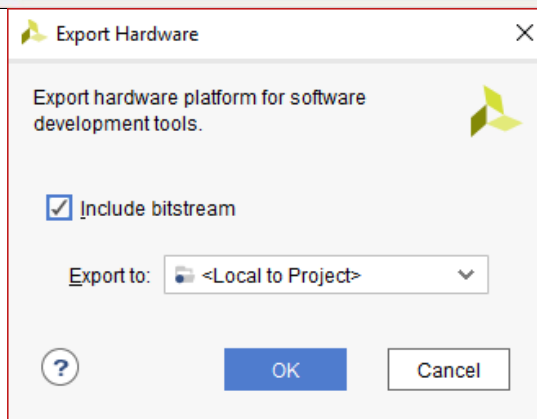 Export Hardware
Export hardware platform for software
development tools.
Include bitstream
Export to: <Local to Project>
? OK Cancel